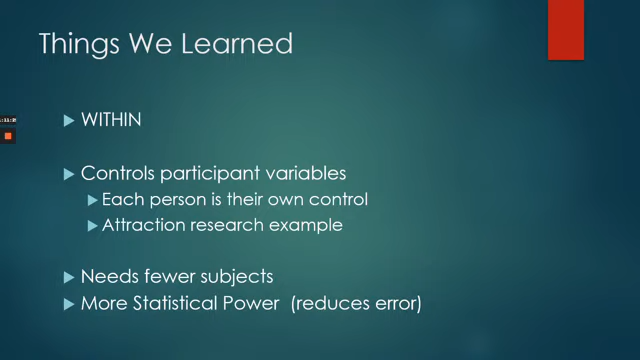 Things We Learned
WITHIN
Controls participant variables
Each person is their own control
Attraction research example
Needs fewer subjects
More Statistical Power (reduces error)